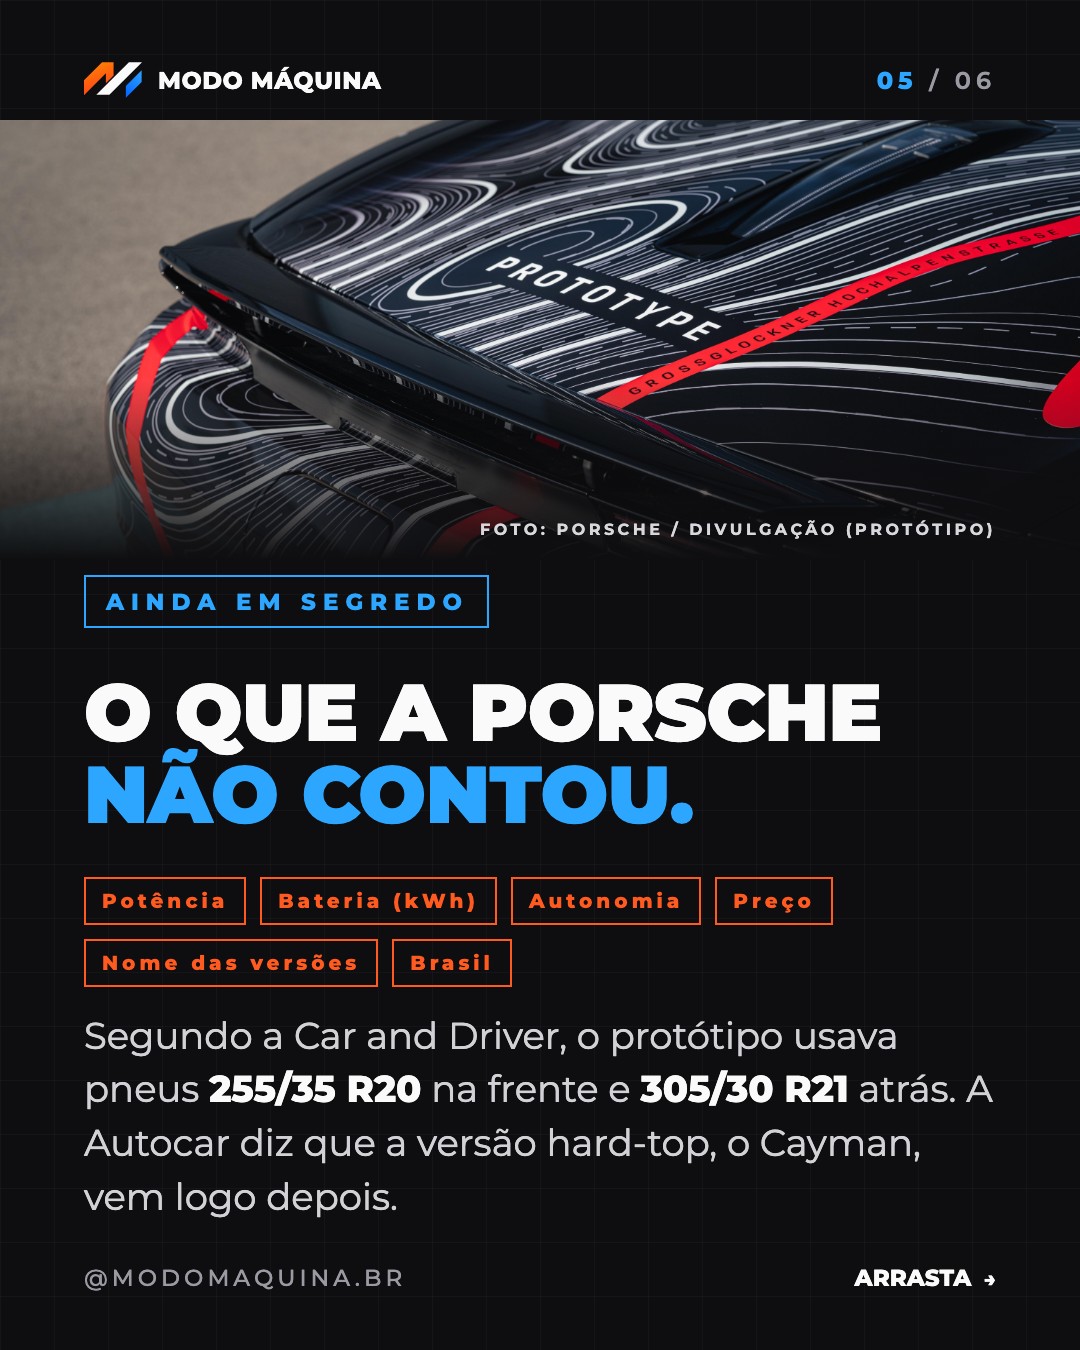 MODO MÁQUINA
05 / 06
PROTOTYPE
GROSSGLOCKNER HOCHALPENSTRASSE
FOTO: PORSCHE / DIVULGAÇÃO (PROTÓTIPO)
AINDA EM SEGREDO
O QUE A PORSCHE
NÃO CONTOU.
Potência
Bateria (kWh)
Autonomia
Preço
Nome das versões
Brasil
Segundo a Car and Driver, o protótipo usava
pneus 255/35 R20 na frente e 305/30 R21 atrás. A
Autocar diz que a versão hard-top, o Cayman,
vem logo depois.
@MODOMAQUINA.BR
ARRASTA →